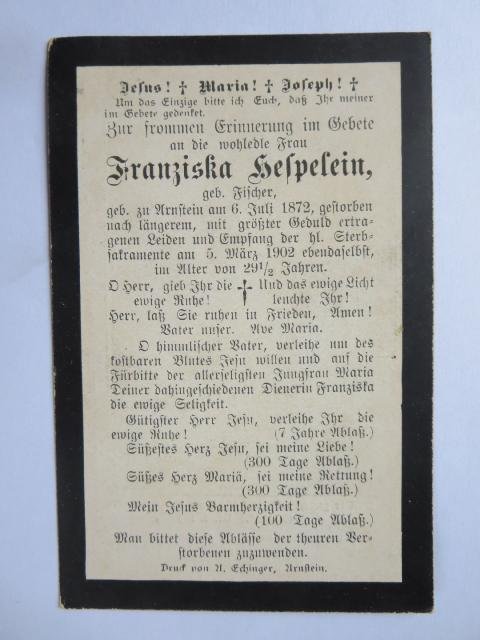 Jesus! ✝ Maria! ✝ Joseph! ✝
Um das Einzige bitte ich Euch, daß Ihr meiner
im Gebete gedenket.
Zur frommen Erinnerung im Gebete
an die wohledle Frau
Franziska Heſpelein,
geb. Fiſcher,
geb. zu Arnſtein am 6. Juli 1872, geſtorben
nach längerem, mit größter Geduld ertra-
genen Leiden und Empfang der hl. Sterb-
ſakramente am 5. März 1902 ebendaſelbſt,
im Alter von 29½ Jahren.
O Herr, gieb Ihr die ✝ Und das ewige Licht
ewige Ruhe! leuchte Ihr!
Herr, laß Sie ruhen in Frieden, Amen!
Vater unſer. Ave Maria.
O himmliſcher Vater, verleihe um des
koſtbaren Blutes Jeſu willen und auf die
Fürbitte der allerſeligſten Jungfrau Maria
Deiner dahingeſchiedenen Dienerin Franziska
die ewige Seligkeit.
Gütigſter Herr Jeſu, verleihe Ihr die
ewige Ruhe! (7 Jahre Ablaß.)
Süßeſtes Herz Jeſu, ſei meine Liebe!
(300 Tage Ablaß.)
Süßes Herz Mariä, ſei meine Rettung!
(300 Tage Ablaß.)
Mein Jesus Barmherzigkeit!
(100 Tage Ablaß.)
Man bittet dieſe Abläſſe der theuren Ver-
ſtorbenen zuzuwenden.
Druck von A. Echinger, Arnſtein.